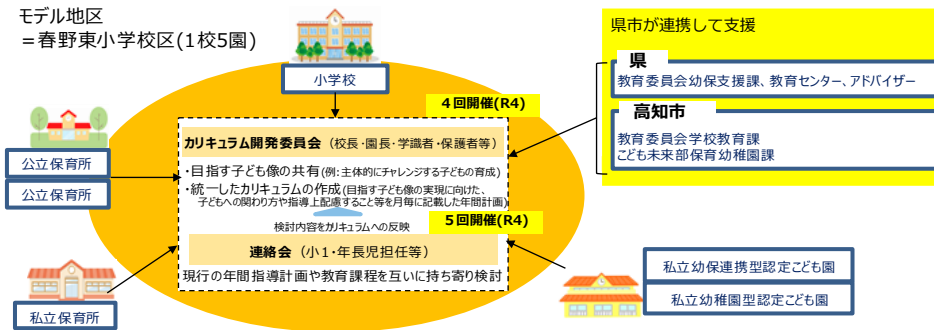 モデル地区
＝春野東小学校区(1校5園)
小学校
県市が連携して支援
県
教育委員会幼保支援課、教育センター、アドバイザー
高知市
教育委員会学校教育課
こども未来部保育幼稚園課
４回開催(R4)
カリキュラム開発委員会（校長・園長・学識者・保護者等）
・目指す子ども像の共有(例:主体的にチャレンジする子どもの育成)
・統一したカリキュラムの作成(目指す子ども像の実現に向けた、
子どもへの関わり方や指導上配慮すること等を月毎に記載した年間計画)
検討内容をカリキュラムへの反映
５回開催(R4)
連絡会（小１・年長児担任等）
現行の年間指導計画や教育課程を互いに持ち寄り検討
公立保育所
公立保育所
私立保育所
私立幼保連携型認定こども園
私立幼稚園型認定こども園